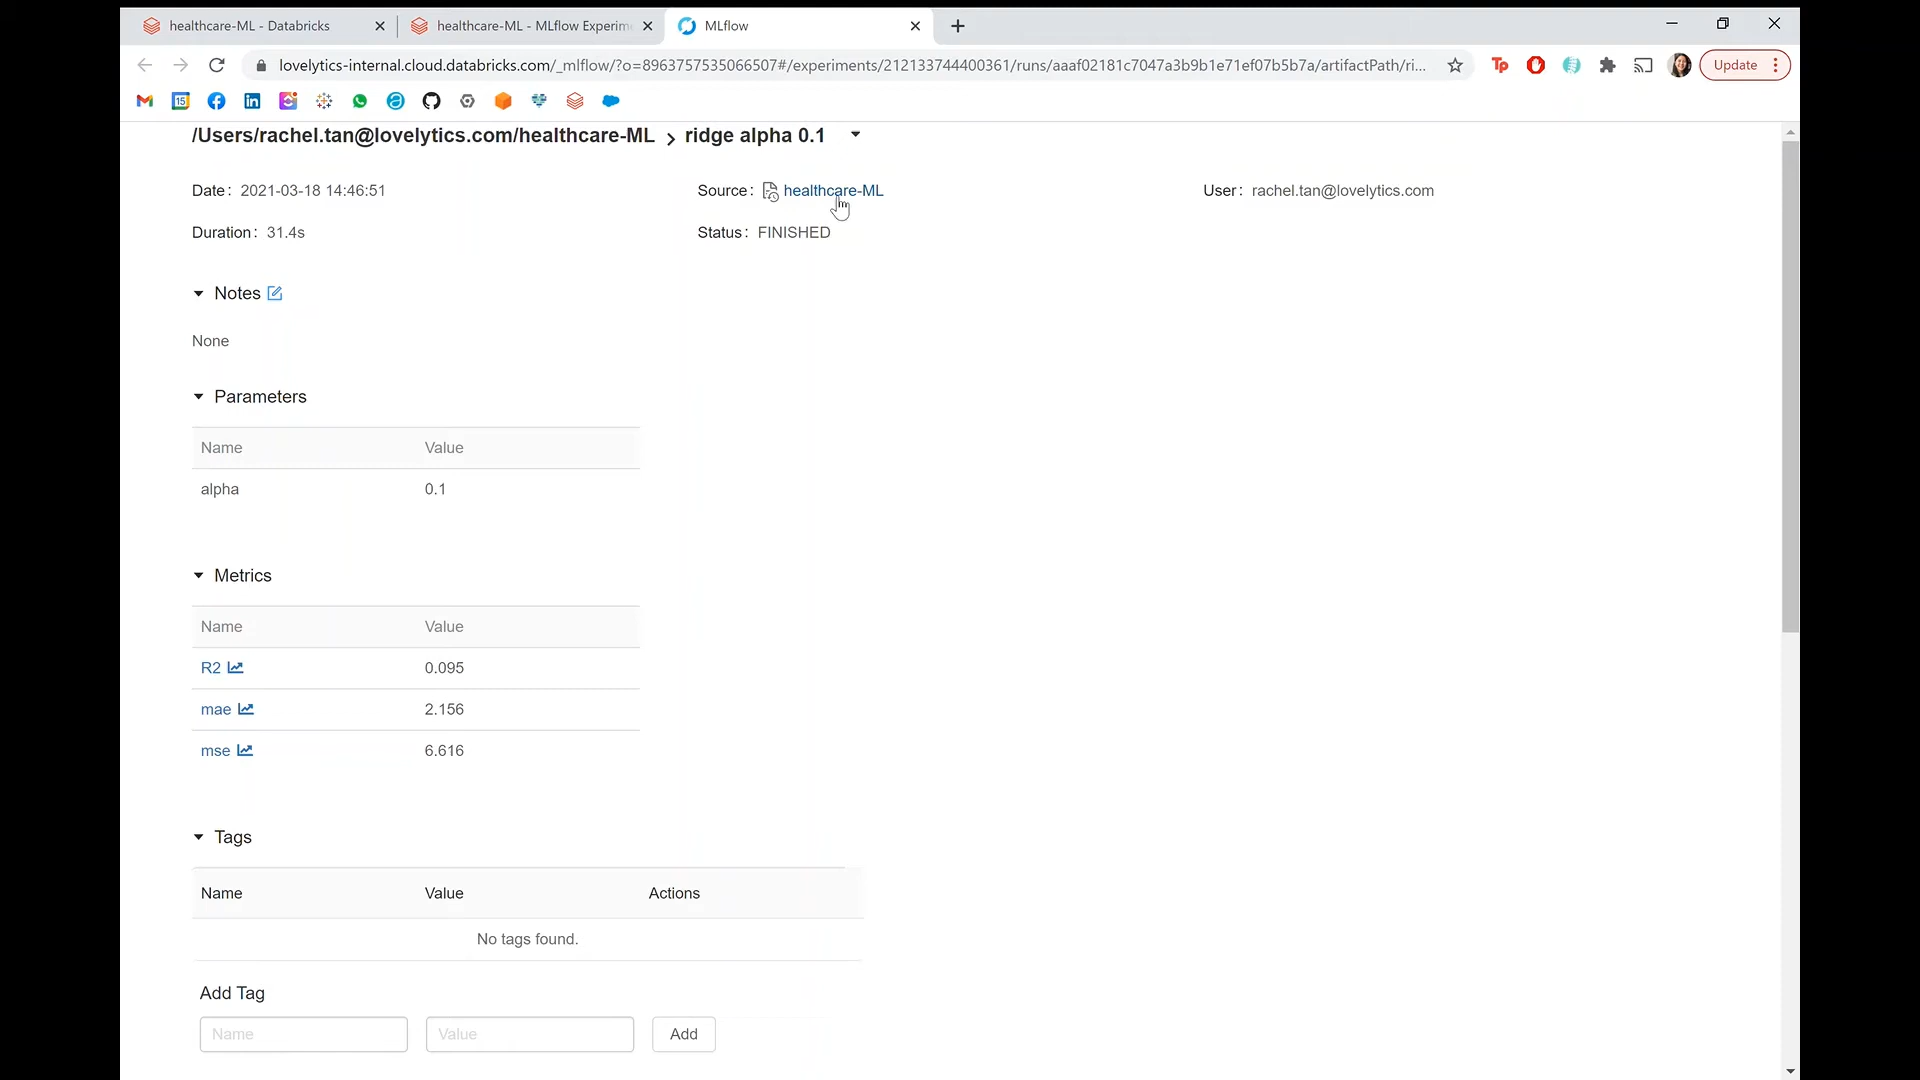 healthcare-ML - Databricks
healthcare-ML - MLflow Experim
MLflow
lovelytics-internal.cloud.databricks.com/_mlflow/?o=8963757535066507#/experiments/212133744400361/runs/aaaf02181c7047a3b9b1e71ef07b5b7a/artifactPath/ri...
Tp
Update
15
/Users/rachel.tan@lovelytics.com/healthcare-ML > ridge alpha 0.1
Date: 2021-03-18 14:46:51
Source: healthcare-ML
User: rachel.tan@lovelytics.com
Duration: 31.4s
Status: FINISHED
Notes
None
Parameters
Name Value
alpha 0.1
Metrics
Name Value
R2 0.095
mae 2.156
mse 6.616
Tags
Name Value Actions
No tags found.
Add Tag
Name Value Add